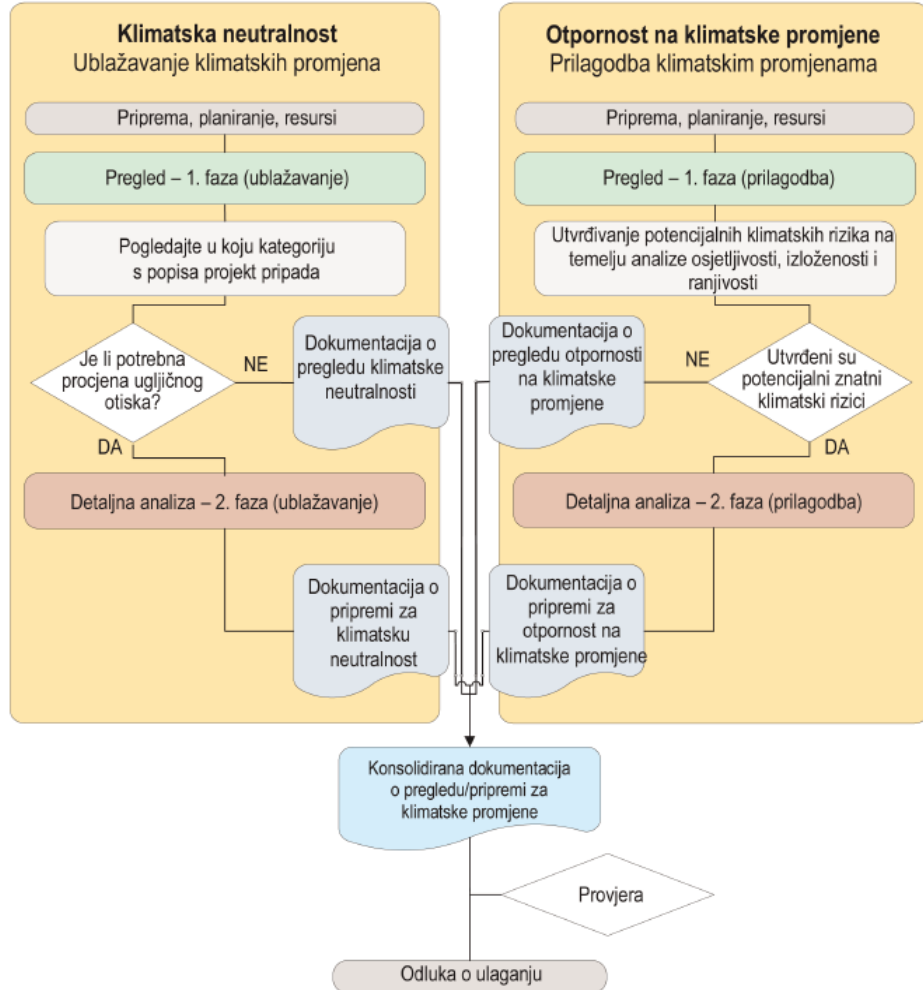 Klimatska neutralnost
Ublažavanje klimatskih promjena
Priprema, planiranje, resursi
Pregled – 1. faza (ublažavanje)
Pogledajte u koju kategoriju
s popisa projekt pripada
Je li potrebna
procjena ugljičnog
otiska?
NE
Dokumentacija o
pregledu klimatske
neutralnosti
DA
Detaljna analiza – 2. faza (ublažavanje)
Dokumentacija o
pripremi za
klimatsku
neutralnost
Otpornost na klimatske promjene
Prilagodba klimatskim promjenama
Priprema, planiranje, resursi
Pregled – 1. faza (prilagodba)
Utvrđivanje potencijalnih klimatskih rizika na
temelju analize osjetljivosti, izloženosti i
ranjivosti
Dokumentacija o
pregledu otpornosti
na klimatske
promjene
NE
Utvrđeni su
potencijalni znatni
klimatski rizici
DA
Detaljna analiza – 2. faza (prilagodba)
Dokumentacija o
pripremi za
otpornost na
klimatske promjene
Konsolidirana dokumentacija
o pregledu/pripremi za
klimatske promjene
Provjera
Odluka o ulaganju